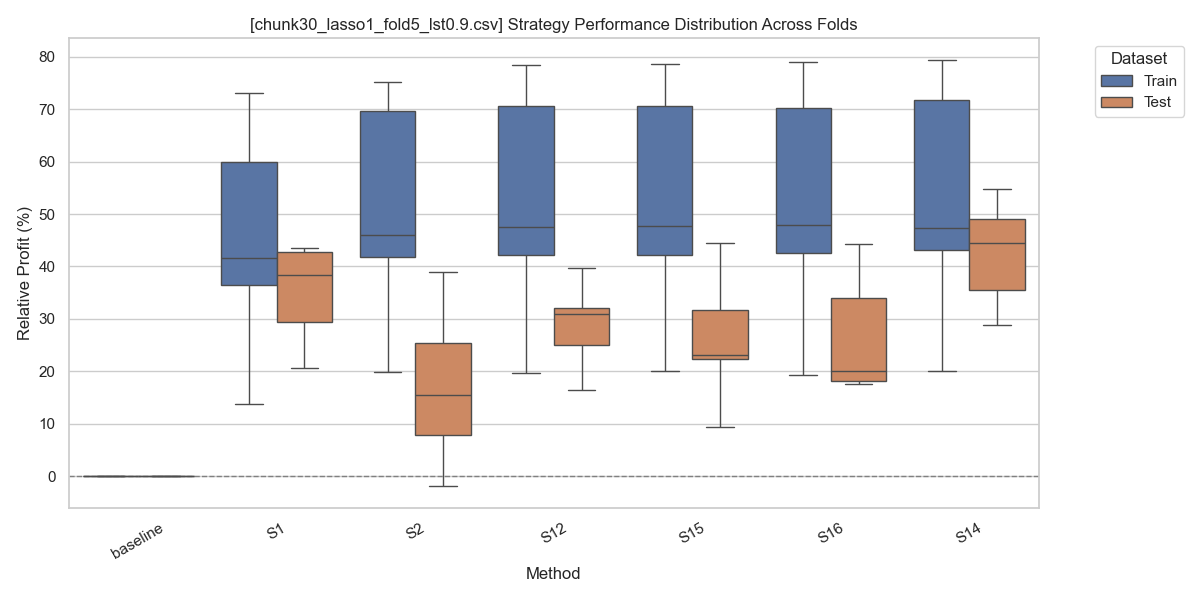 [chunk30_lasso1_fold5_lst0.9.csv] Strategy Performance Distribution Across Folds
Dataset
Train
Test
Relative Profit (%)
80
70
60
50
40
30
20
10
0
baseline
S1
S2
S12
S15
S16
S14
Method